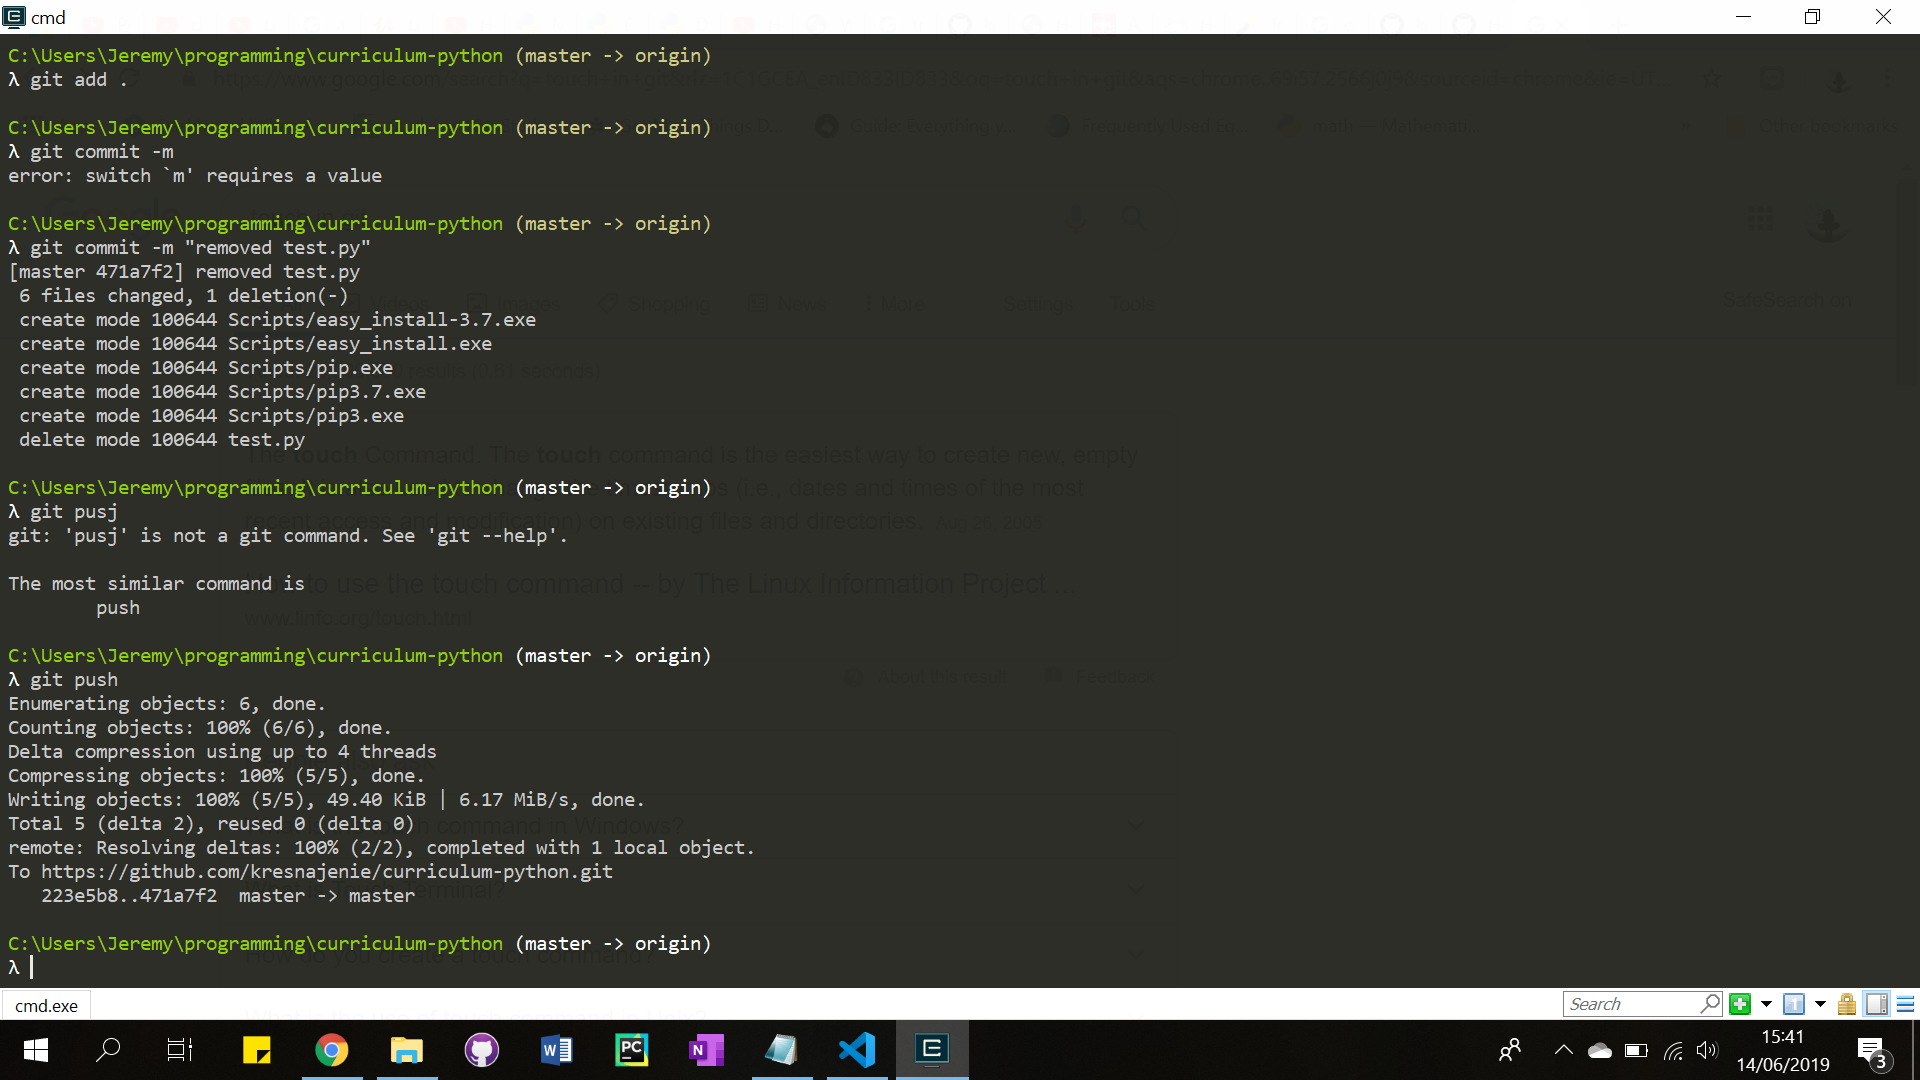 cmd
C:\Users\Jeremy\programming\curriculum-python (master -> origin)
λ git add .
C:\Users\Jeremy\programming\curriculum-python (master -> origin)
λ git commit -m
error: switch `m' requires a value
C:\Users\Jeremy\programming\curriculum-python (master -> origin)
λ git commit -m "removed test.py"
[master 471a7f2] removed test.py
6 files changed, 1 deletion(-)
create mode 100644 Scripts/easy_install-3.7.exe
create mode 100644 Scripts/easy_install.exe
create mode 100644 Scripts/pip.exe
create mode 100644 Scripts/pip3.7.exe
create mode 100644 Scripts/pip3.exe
delete mode 100644 test.py
C:\Users\Jeremy\programming\curriculum-python (master -> origin)
λ git pusj
git: 'pusj' is not a git command. See 'git --help'.
The most similar command is
push
C:\Users\Jeremy\programming\curriculum-python (master -> origin)
λ git push
Enumerating objects: 6, done.
Counting objects: 100% (6/6), done.
Delta compression using up to 4 threads
Compressing objects: 100% (5/5), done.
Writing objects: 100% (5/5), 49.40 KiB | 6.17 MiB/s, done.
Total 5 (delta 2), reused 0 (delta 0)
remote: Resolving deltas: 100% (2/2), completed with 1 local object.
To https://github.com/kresnajenie/curriculum-python.git
223e5b8..471a7f2 master -> master
C:\Users\Jeremy\programming\curriculum-python (master -> origin)
λ
cmd.exe
Search
15:41
14/06/2019
3